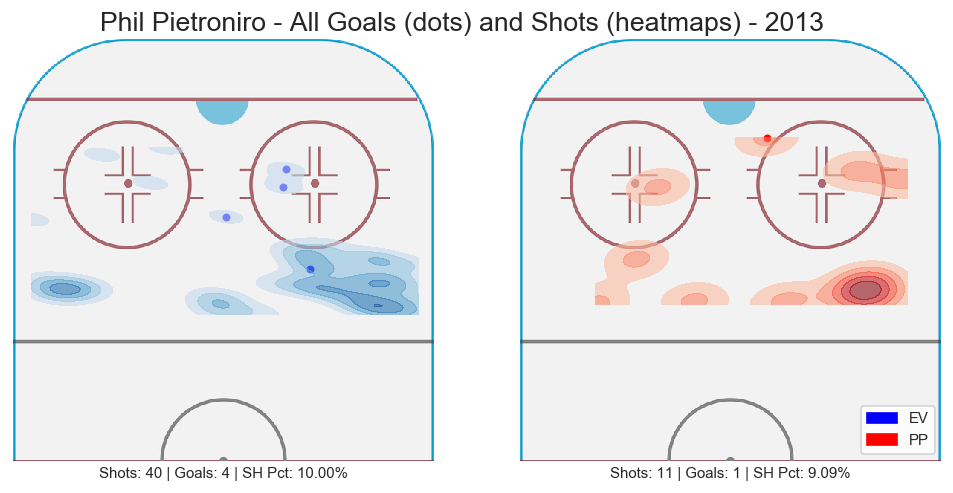 Phil Pietroniro - All Goals (dots) and Shots (heatmaps) - 2013
EV
PP
Shots: 40 | Goals: 4 | SH Pct: 10.00%
Shots: 11 | Goals: 1 | SH Pct: 9.09%